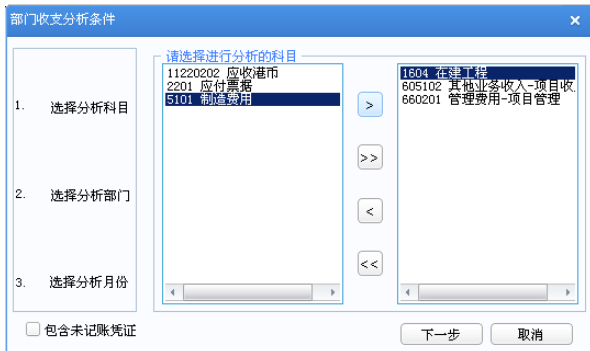 部门收支分析条件
×
请选择进行分析的科目
1. 选择分析科目
2. 选择分析部门
3. 选择分析月份
11220202 应收港币
2201 应付票据
5101 制造费用
>
>>
<
<<
1604 在建工程
605102 其他业务收入-项目收
660201 管理费用-项目管理
包含未记账凭证
下一步
取消